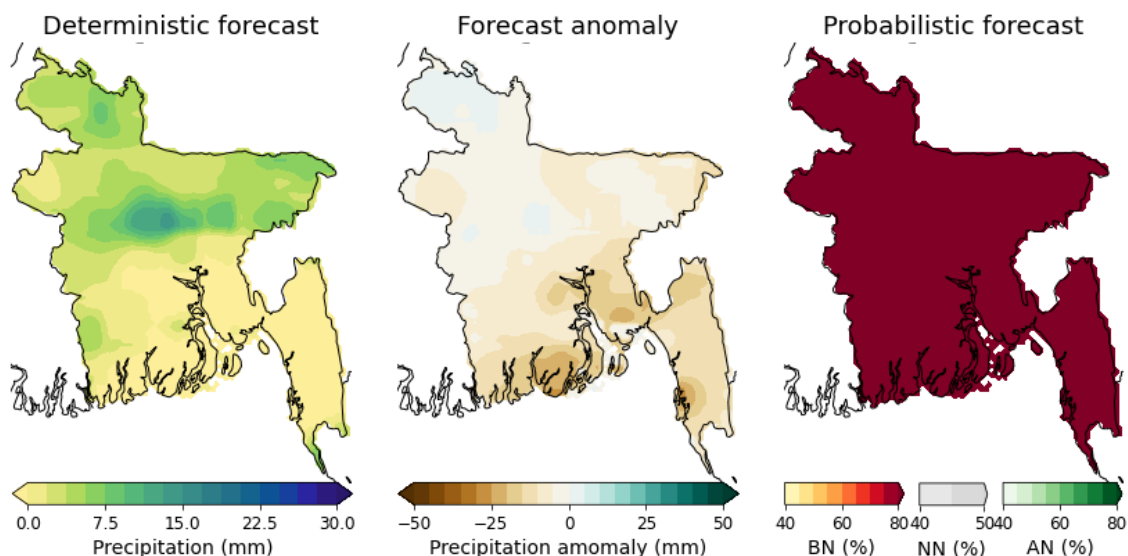 Deterministic forecast
Forecast anomaly
Probabilistic forecast
0.0 7.5 15.0 22.5 30.0
Precipitation (mm)
−50 −25 0 25 50
Precipitation amomaly (mm)
40 60 80
BN (%)
40 50
NN (%)
40 60 80
AN (%)